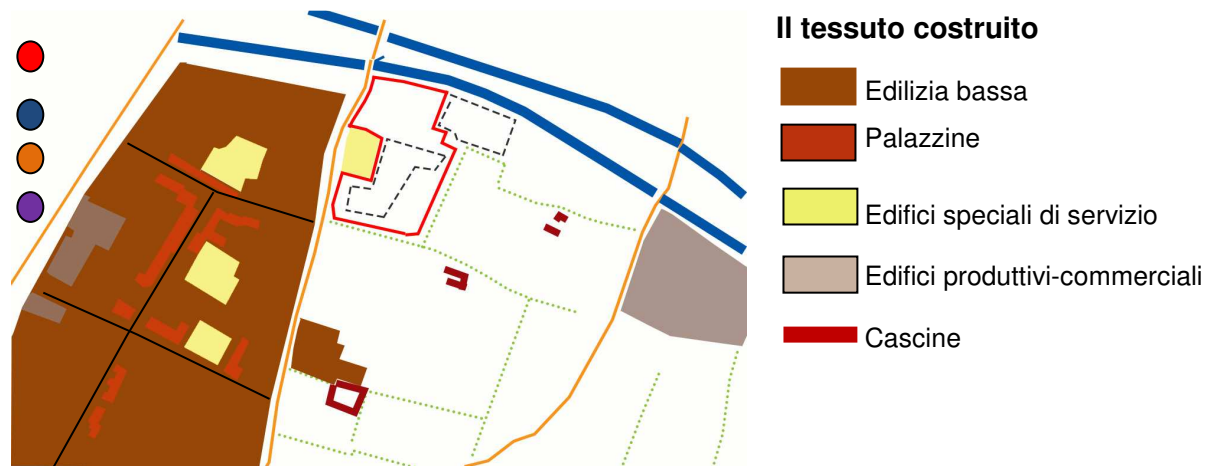 Il tessuto costruito
Edilizia bassa
Palazzine
Edifici speciali di servizio
Edifici produttivi-commerciali
Cascine